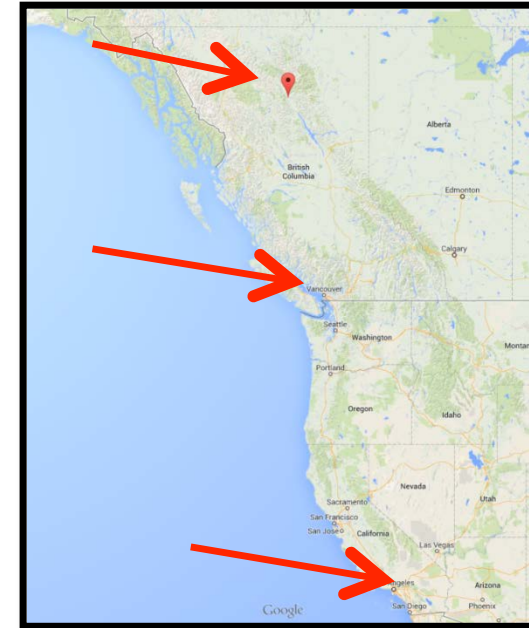 Alberta
British
Columbia
Edmonton
Calgary
Vancouver
Seattle
Washington
Montan
Portland
Oregon
Idaho
Nevada
Sacramento
Utah
San Francisco
San Jose
California
Las Vegas
ngeles
Arizona
Google
San Diego
Phoenix